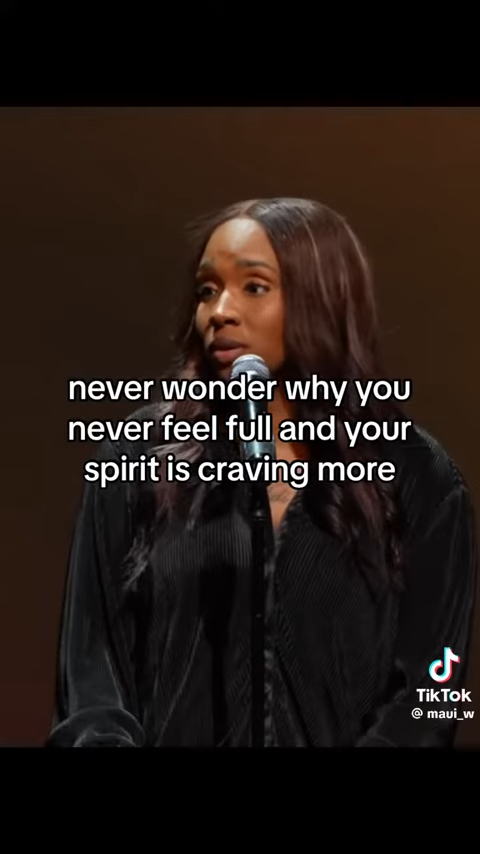 never wonder why you
never feel full and your
spirit is craving more
TikTok
@ maui_w